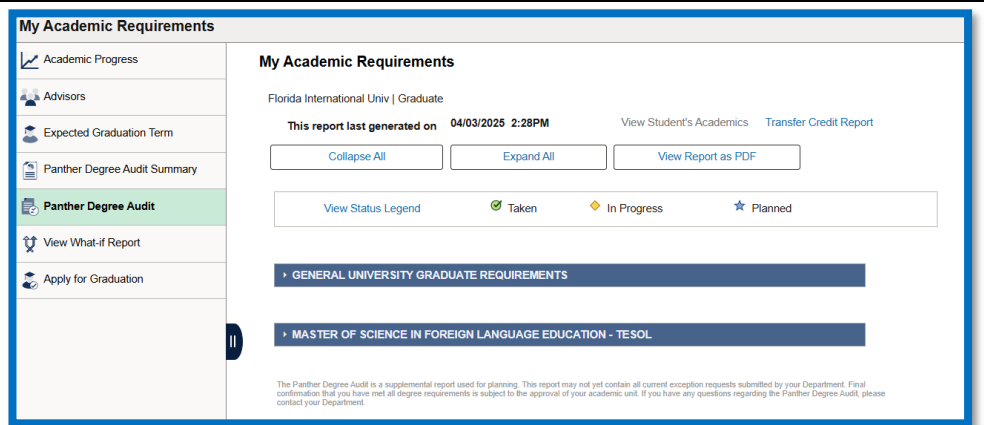 My Academic Requirements
Academic Progress
Advisors
Expected Graduation Term
Panther Degree Audit Summary
Panther Degree Audit
View What-if Report
Apply for Graduation
My Academic Requirements
Florida International Univ | Graduate
This report last generated on 04/03/2025 2:28PM View Student's Academics Transfer Credit Report
Collapse All Expand All View Report as PDF
View Status Legend Taken In Progress Planned
GENERAL UNIVERSITY GRADUATE REQUIREMENTS
MASTER OF SCIENCE IN FOREIGN LANGUAGE EDUCATION - TESOL
The Panther Degree Audit is a supplemental report used for planning. This report may not yet contain all current exception requests submitted by your Department. Final
confirmation that you have met all degree requirements is subject to the approval of your academic unit. If you have any questions regarding the Panther Degree Audit, please
contact your Department.